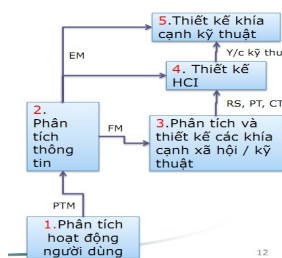 5.Thiết kế khía
cạnh kỹ thuật
EM
Y/c kỹ thu
4. Thiết kế
HCI
2.
Phân
tích
thông
tin
RS, PT, CT
FM
3.Phân tích và
thiết kế các khía
cạnh xã hội / kỹ
thuật
PTM
1.Phân tích
hoạt động
người dùng
12